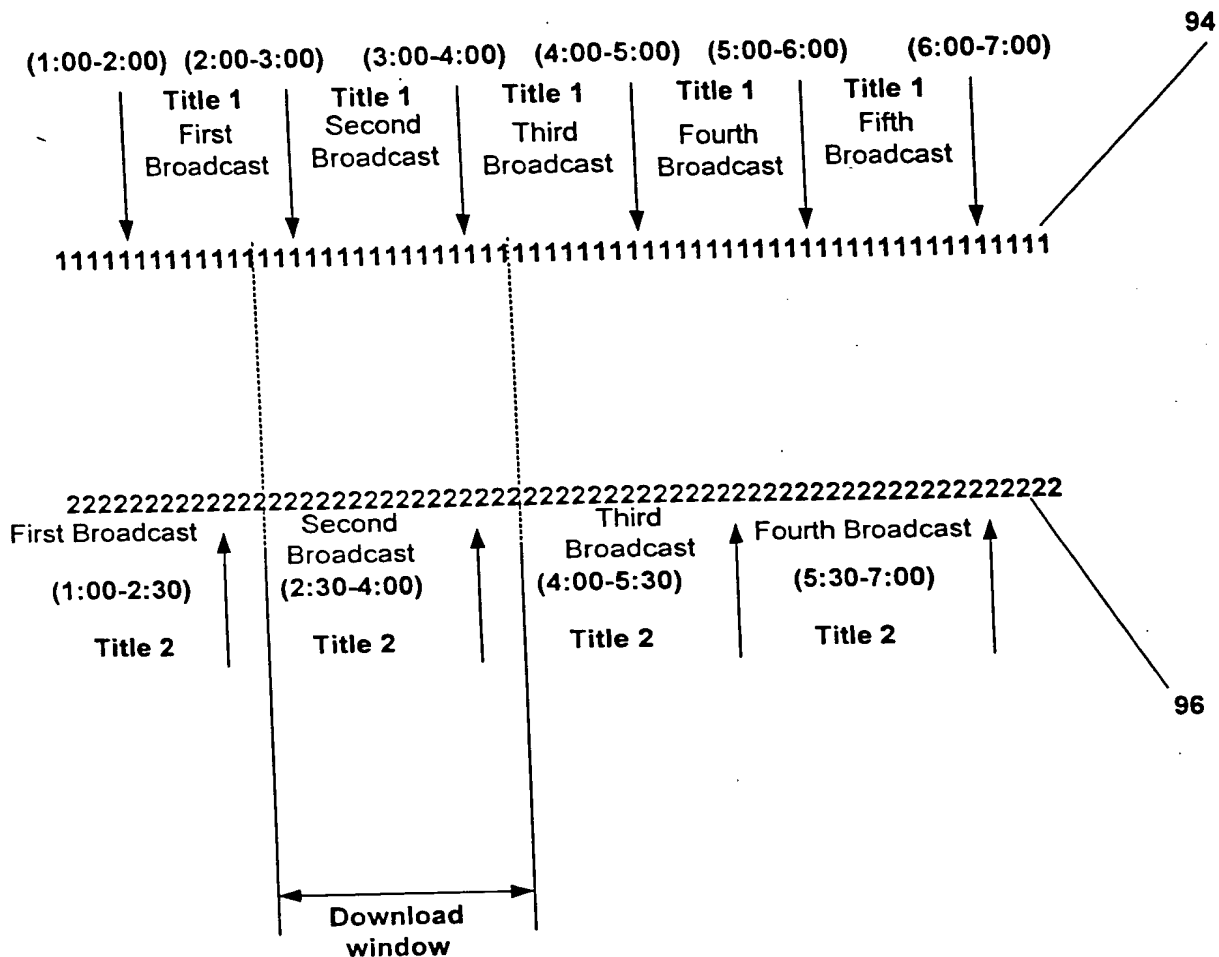 94
(1:00-2:00) (2:00-3:00) (3:00-4:00) (4:00-5:00) (5:00-6:00) (6:00-7:00)
Title 1 Title 1 Title 1 Title 1 Title 1
First Second Third Fourth Fifth
Broadcast Broadcast Broadcast Broadcast Broadcast
111111111111111111111111111111111111111111111111111111111111111
222222222222222222222222222222222222222222222222222222222222222
First Broadcast Second Third Fourth Broadcast
Broadcast Broadcast
(1:00-2:30) (2:30-4:00) (4:00-5:30) (5:30-7:00)
Title 2 Title 2 Title 2 Title 2
96
Download
window